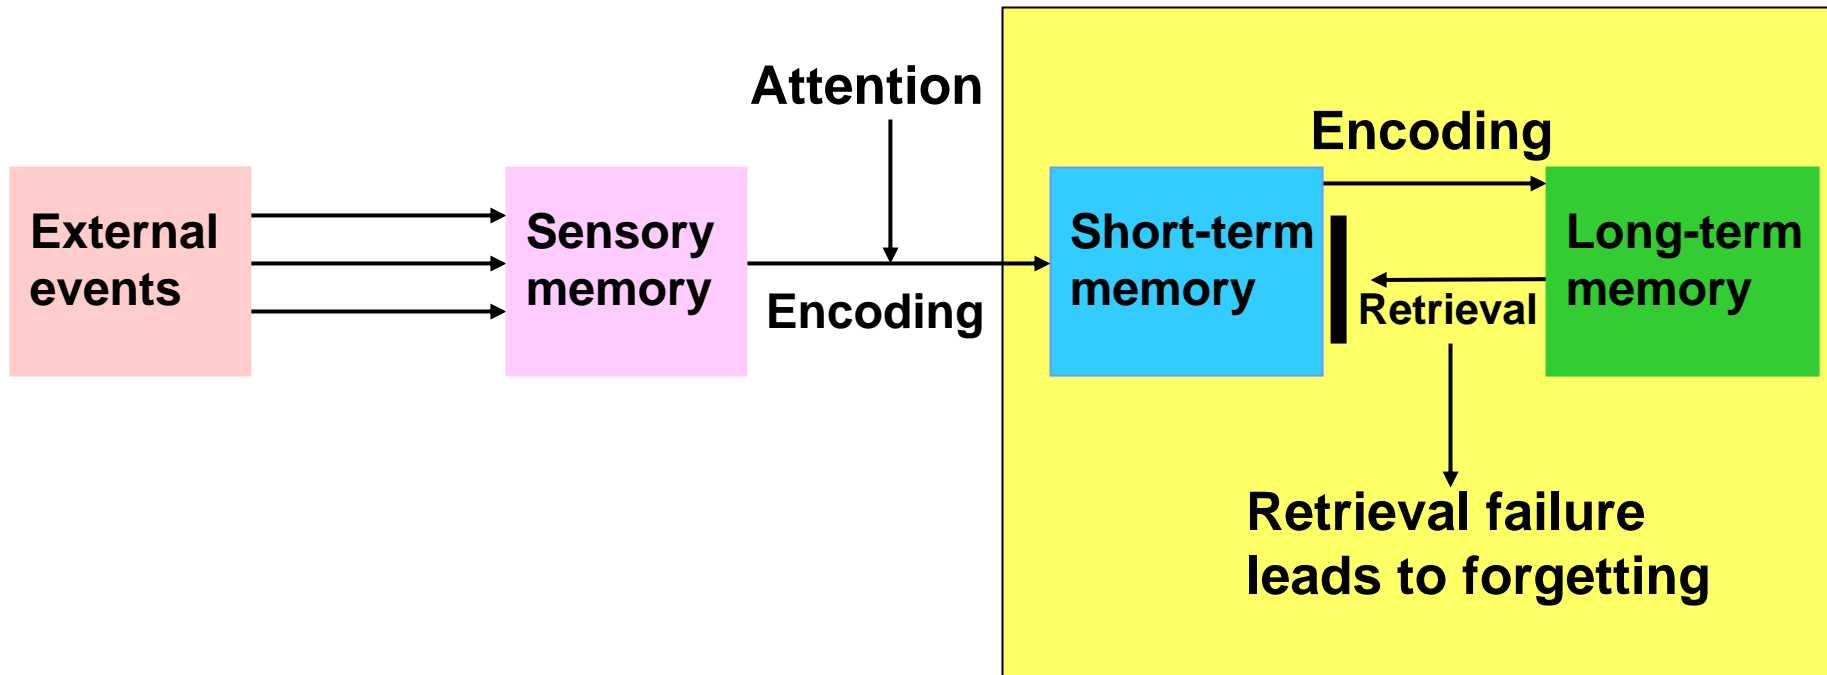 Attention
Encoding
External
events
Sensory
memory
Encoding
Short-term
memory
Retrieval
Long-term
memory
Retrieval failure
leads to forgetting